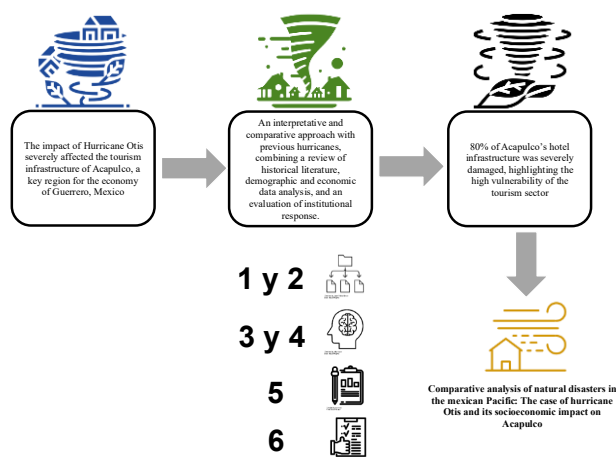 The impact of Hurricane Otis
severely affected the tourism
infrastructure of Acapulco, a
key region for the economy
of Guerrero, Mexico
An interpretative and
comparative approach with
previous hurricanes,
combining a review of
historical literature,
demographic and economic
data analysis, and an
evaluation of institutional
response.
80% of Acapulco's hotel
infrastructure was severely
damaged, highlighting the
high vulnerability of the
tourism sector
1 y 2
3 y 4
5
6
Comparative analysis of natural disasters in
the mexican Pacific: The case of hurricane
Otis and its socioeconomic impact on
Acapulco